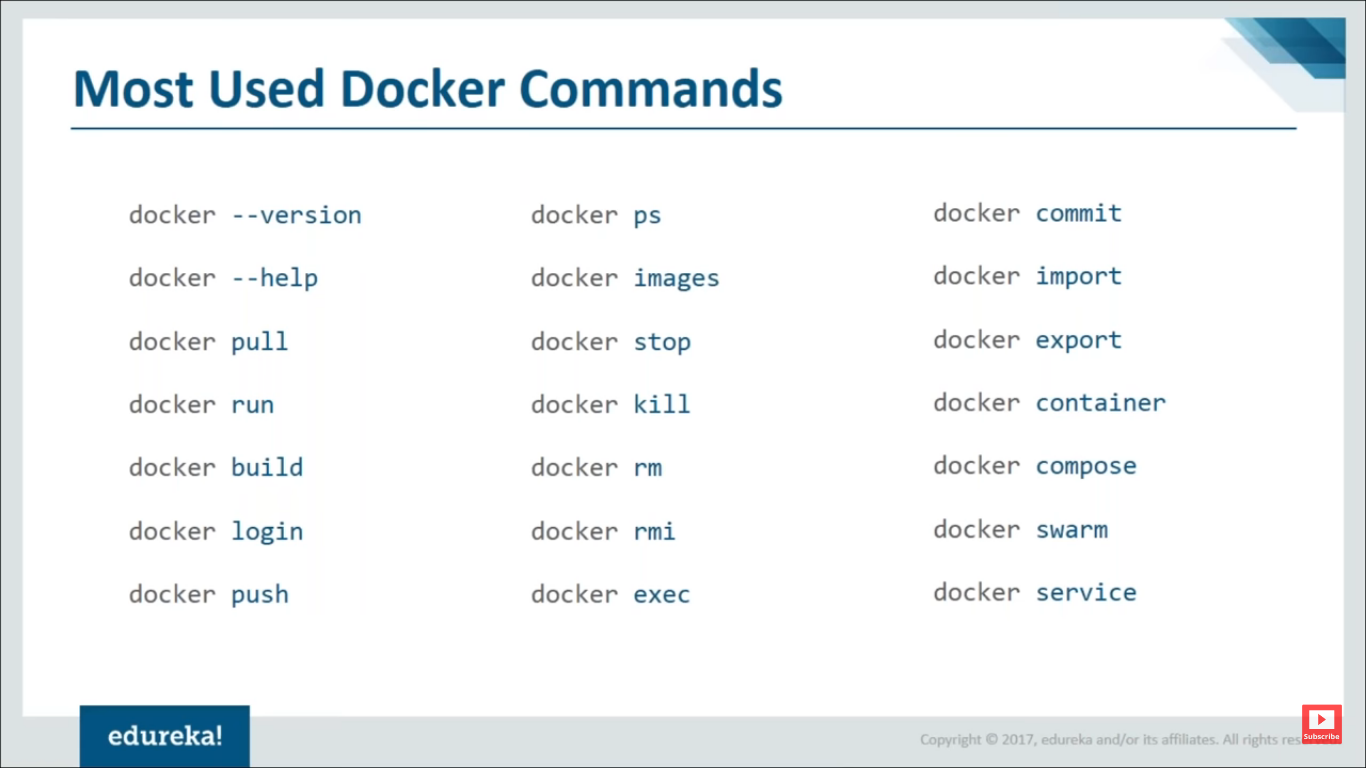 Most Used Docker Commands
docker --version
docker --help
docker pull
docker run
docker build
docker login
docker push
docker ps
docker images
docker stop
docker kill
docker rm
docker rmi
docker exec
docker commit
docker import
docker export
docker container
docker compose
docker swarm
docker service
edureka!
Copyright © 2017, edureka and/or its affiliates. All rights
Subscribe